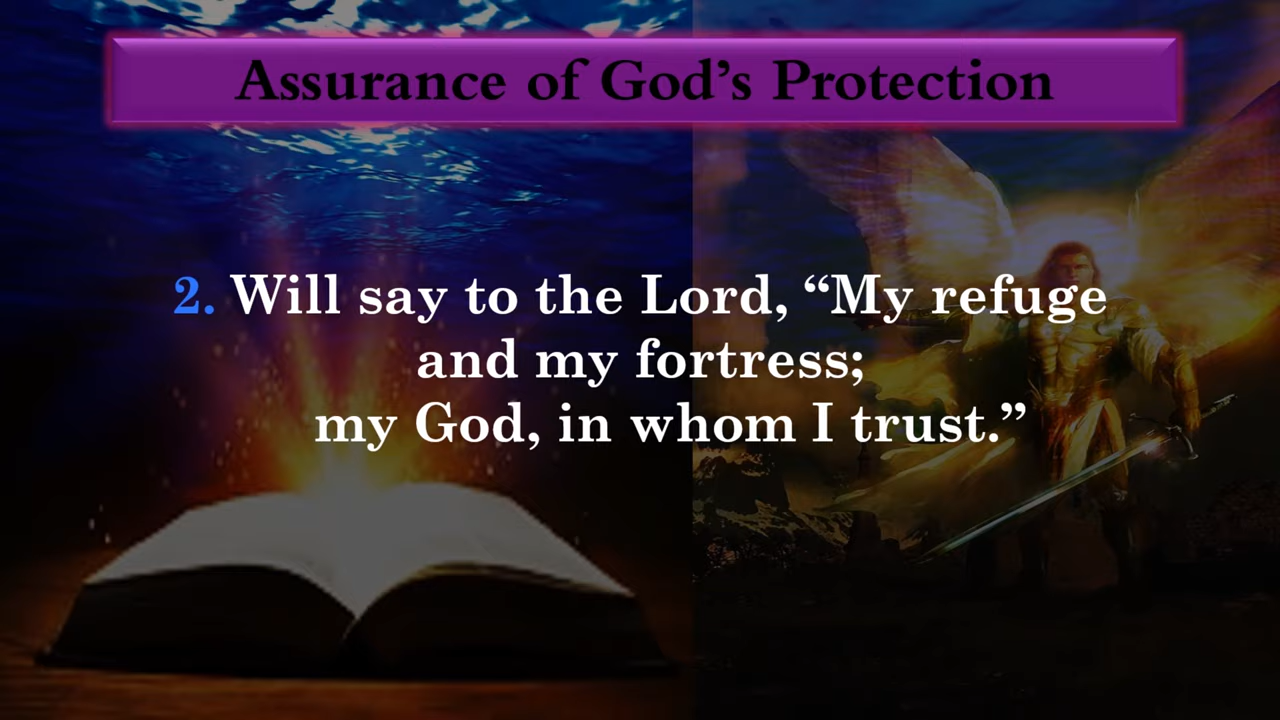 Assurance of God’s Protection
2. Will say to the Lord, “My refuge
and my fortress;
my God, in whom I trust.”